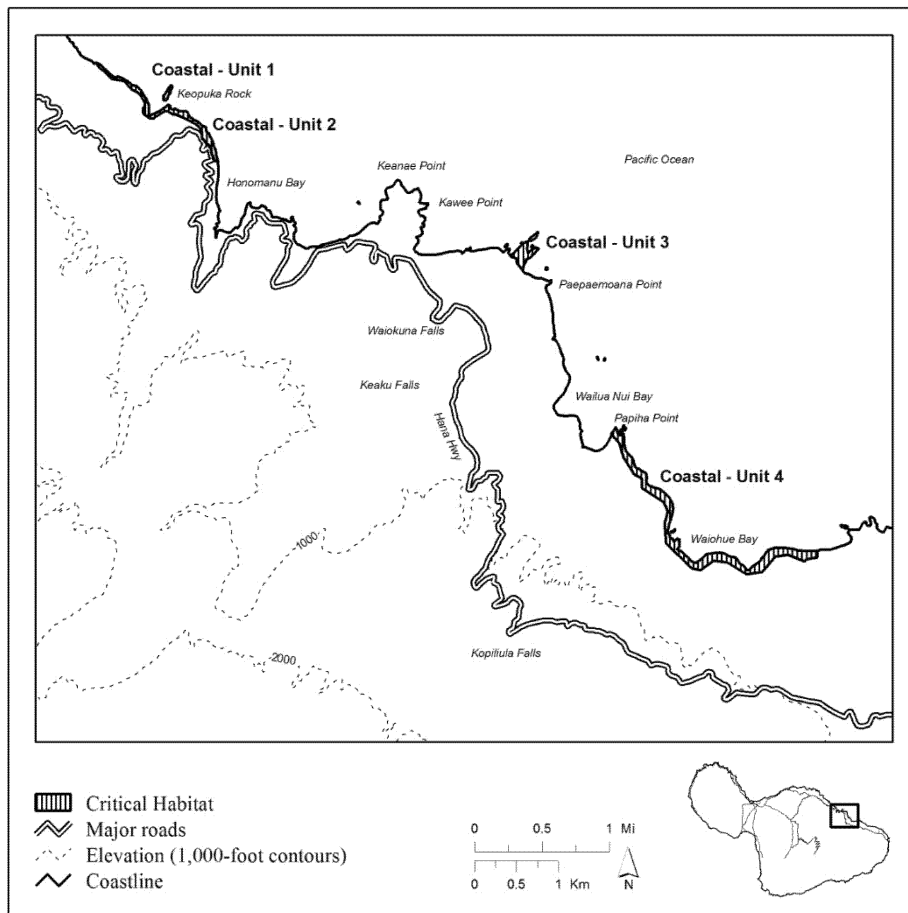 Coastal - Unit 1
Keopuka Rock
Coastal - Unit 2
Pacific Ocean
Keanae Point
Honomanu Bay
Kawee Point
Coastal - Unit 3
Paepaemoana Point
Waiokuna Falls
Keaku Falls
Wailua Nui Bay
Papiha Point
Hana Hwy
Coastal - Unit 4
Waiohue Bay
-1000-
-2000
Kopiliula Falls
Critical Habitat
Major roads
Elevation (1,000-foot contours)
Coastline
0 0.5 1 Mi
0 0.5 1 Km
N